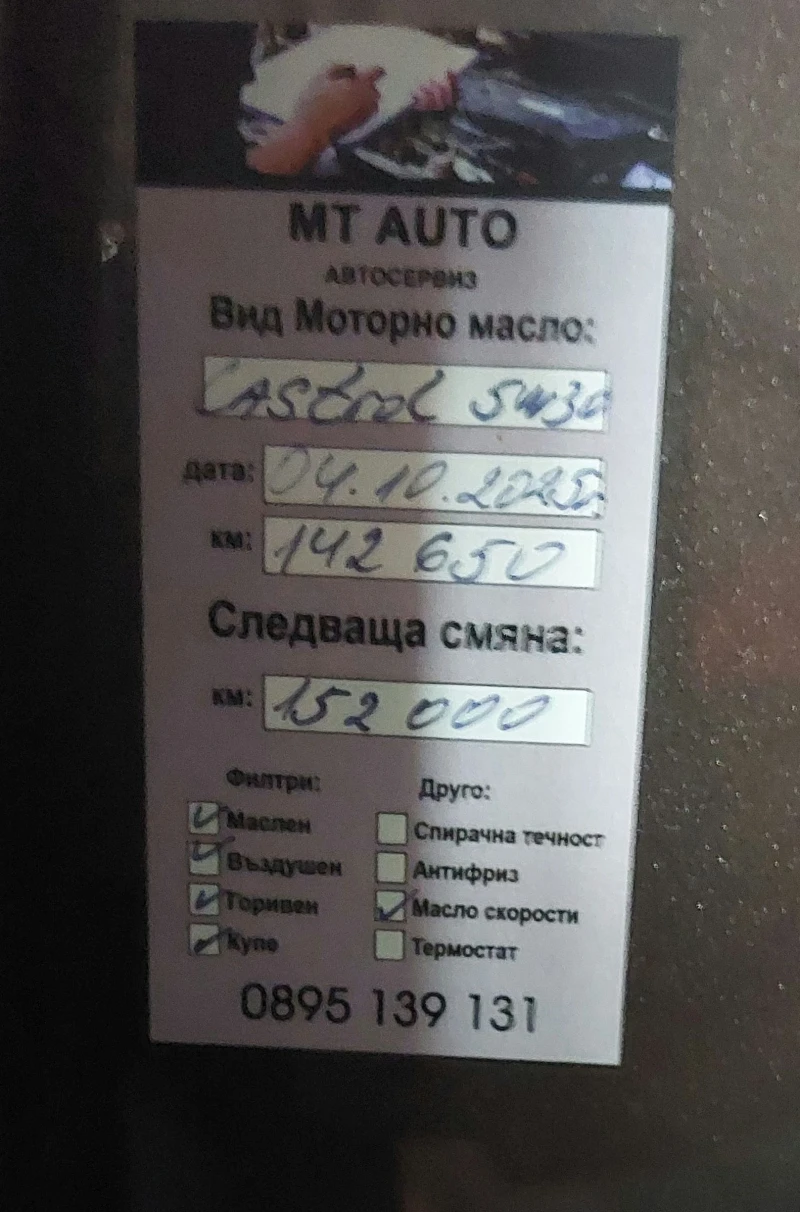 MT AUTO
АВТОСЕРВИЗ
Вид Моторно масло:
Castrol 5w30
дата: 04.10.2025г.
км: 142 650
Следваща смяна:
км: 152 000
Филтри: Друго:
Маслен Спирачна течност
Въздушен Антифриз
Горивен Масло скорости
Купе Термостат
0895 139 131